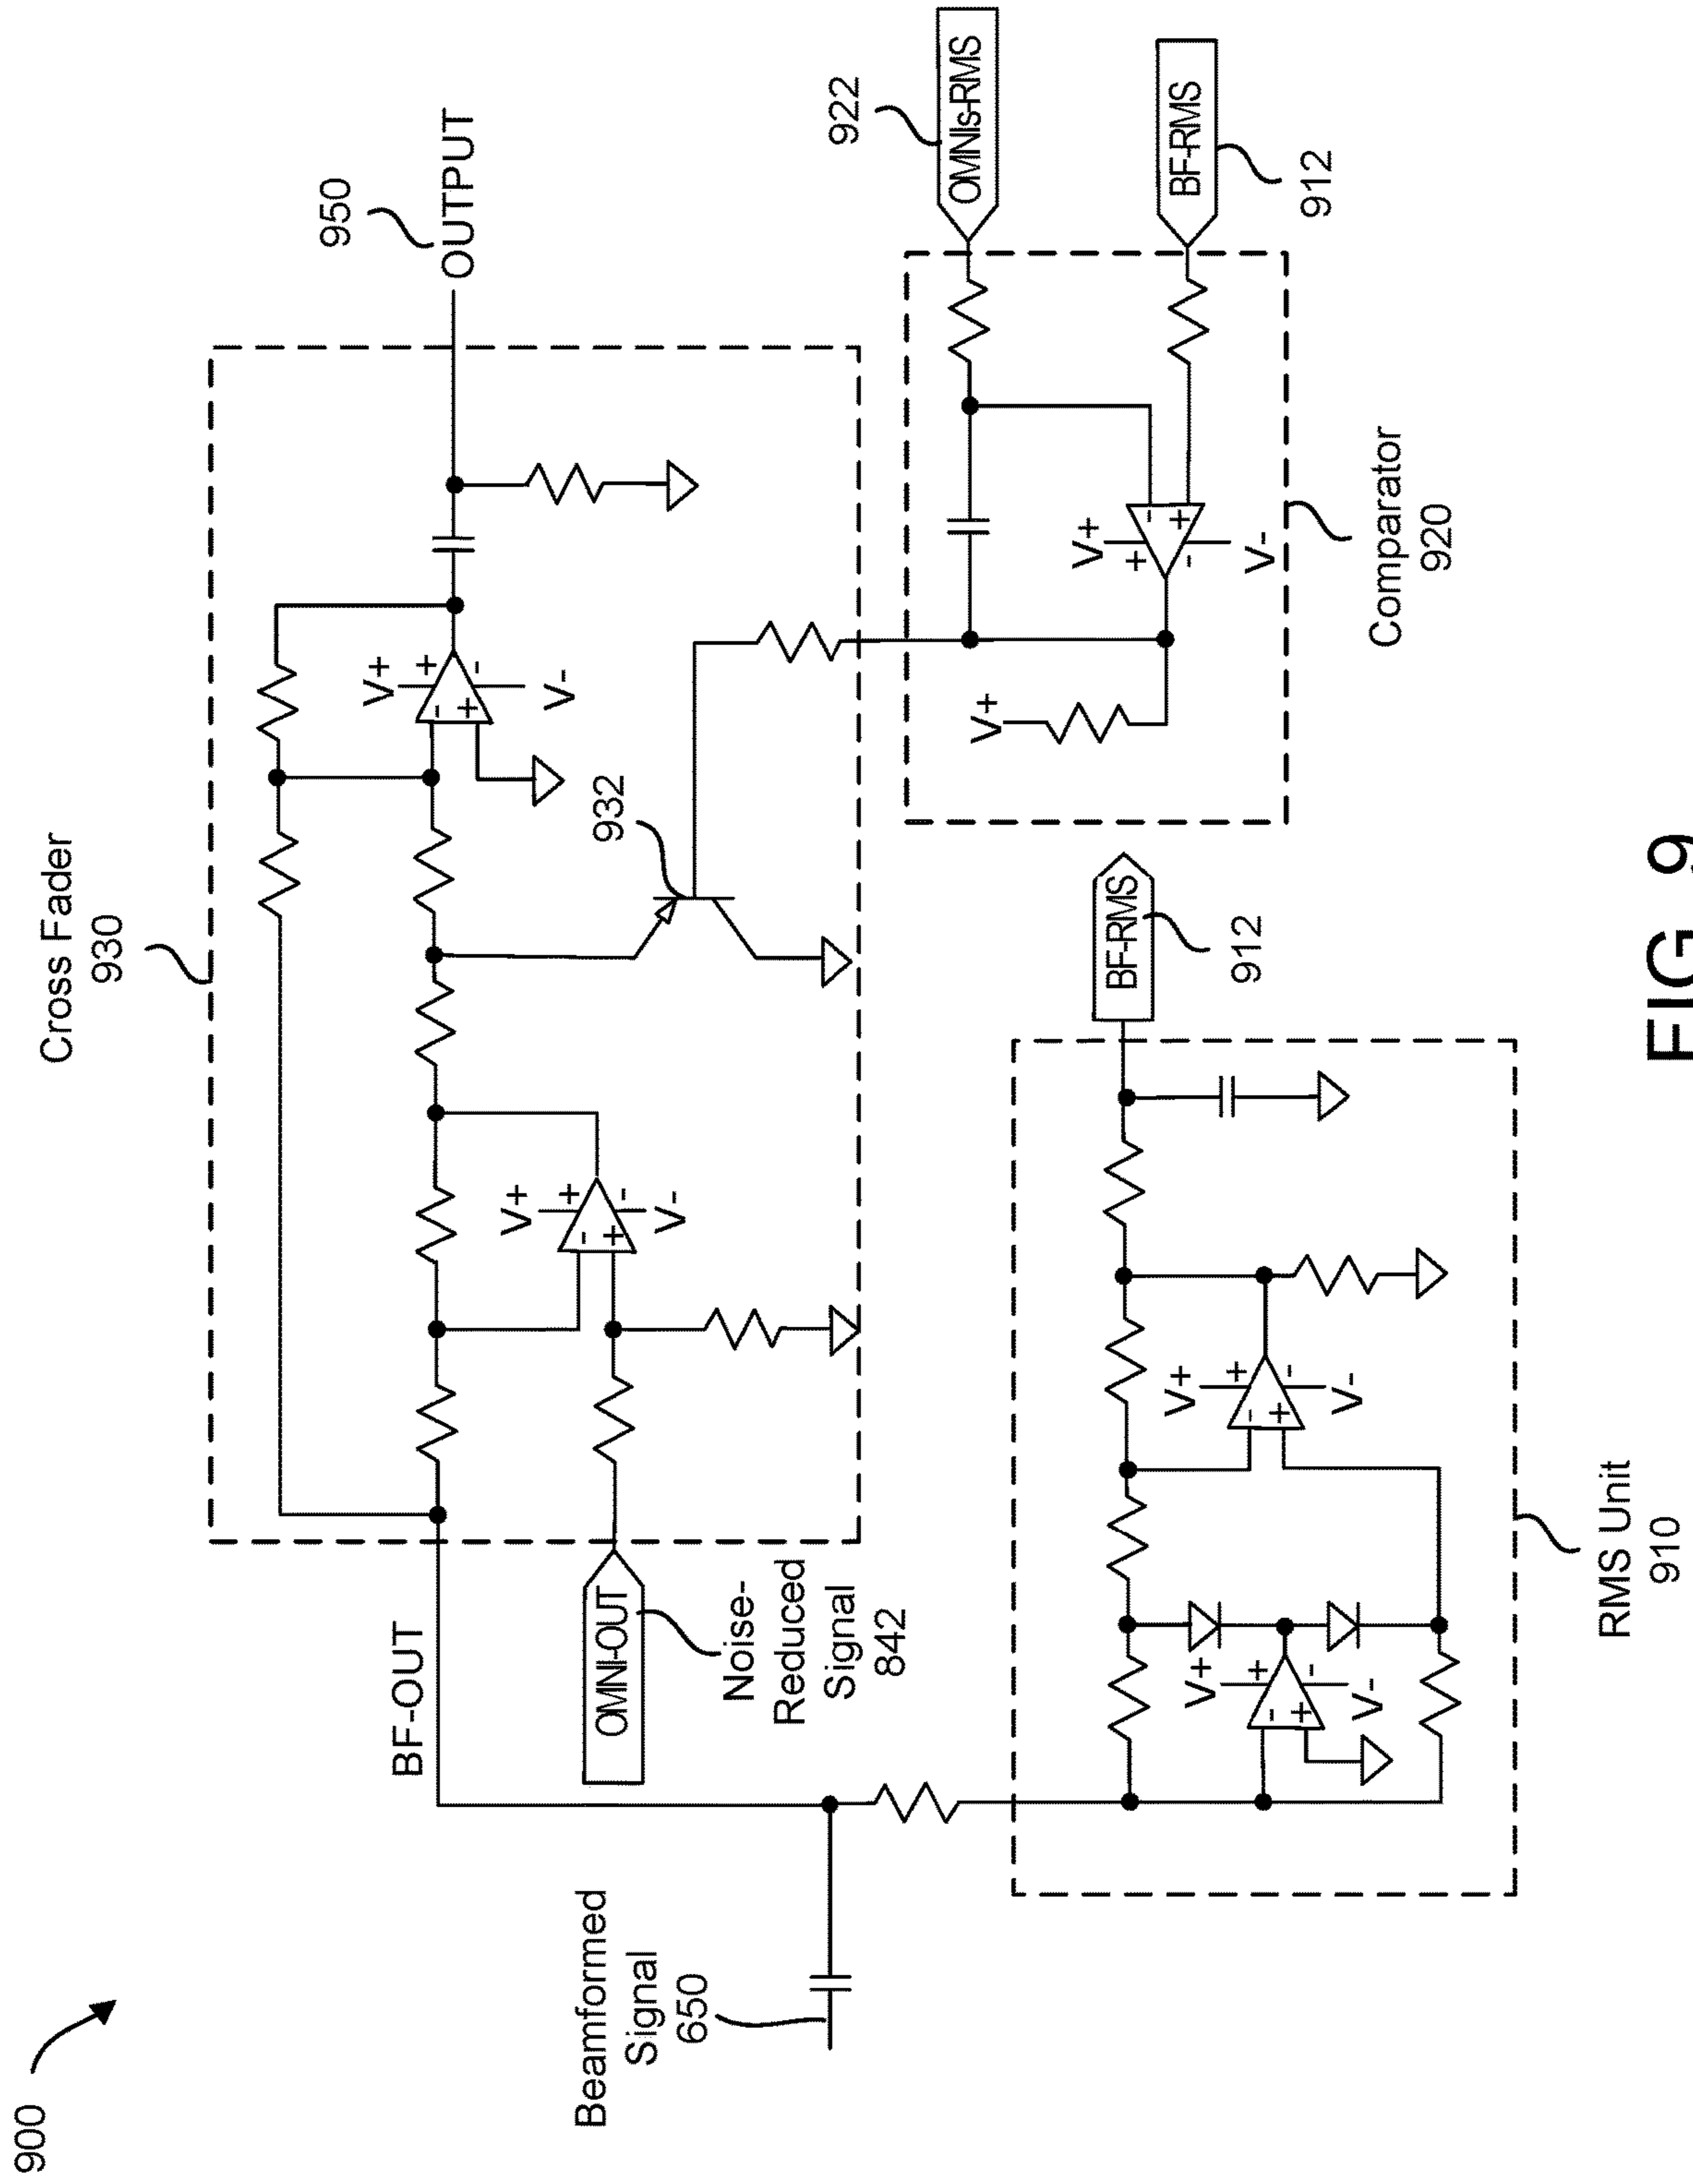 900
Cross Fader
930
950
OUTPUT
V+
+
-
-
+
V-
932
V+
+
-
-
+
V-
BF-OUT
OMNI-OUT
Noise-
Reduced
Signal
842
Beamformed
Signal
650
922
OMNIs-RMS
BF-RMS
912
V+
V+
-
+
+
-
V-
Comparator
920
BF-RMS
912
V+
+
-
-
+
V-
V+
+
-
-
+
V-
RMS Unit
910
FIG. 9